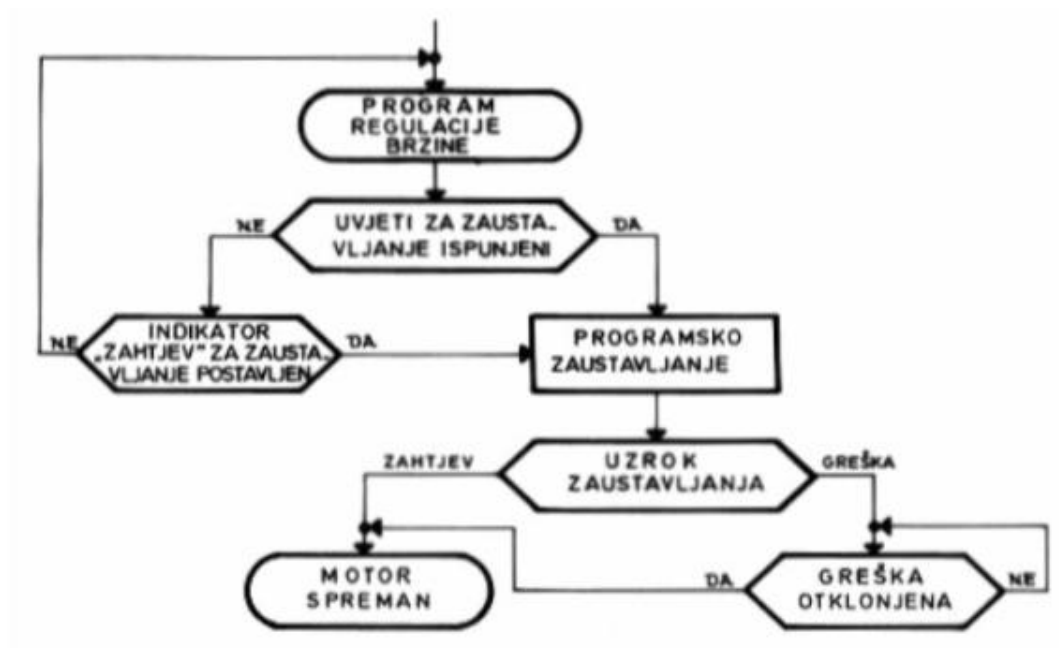 PROGRAM
REGULACIJE
BRZINE
NE
UVJETI ZA ZAUSTA-
VLJANJE ISPUNJENI
DA
NE
INDIKATOR
„ZAHTJEV" ZA ZAUSTA-
VLJANJE POSTAVLJEN
DA
PROGRAMSKO
ZAUSTAVLJANJE
ZAHTJEV
UZROK
ZAUSTAVLJANJA
GREŠKA
MOTOR
SPREMAN
DA
GREŠKA
OTKLONJENA
NE